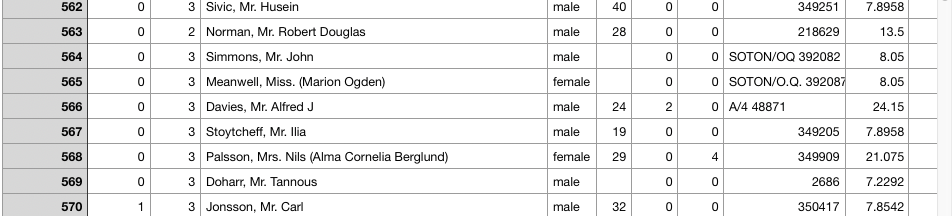 562 0 3 Sivic, Mr. Husein male 40 0 0 349251 7.8958
563 0 2 Norman, Mr. Robert Douglas male 28 0 0 218629 13.5
564 0 3 Simmons, Mr. John male 0 0 SOTON/OQ 392082 8.05
565 0 3 Meanwell, Miss. (Marion Ogden) female 0 0 SOTON/O.Q. 392087 8.05
566 0 3 Davies, Mr. Alfred J male 24 2 0 A/4 48871 24.15
567 0 3 Stoytcheff, Mr. Ilia male 19 0 0 349205 7.8958
568 0 3 Palsson, Mrs. Nils (Alma Cornelia Berglund) female 29 0 4 349909 21.075
569 0 3 Doharr, Mr. Tannous male 0 0 2686 7.2292
570 1 3 Jonsson, Mr. Carl male 32 0 0 350417 7.8542